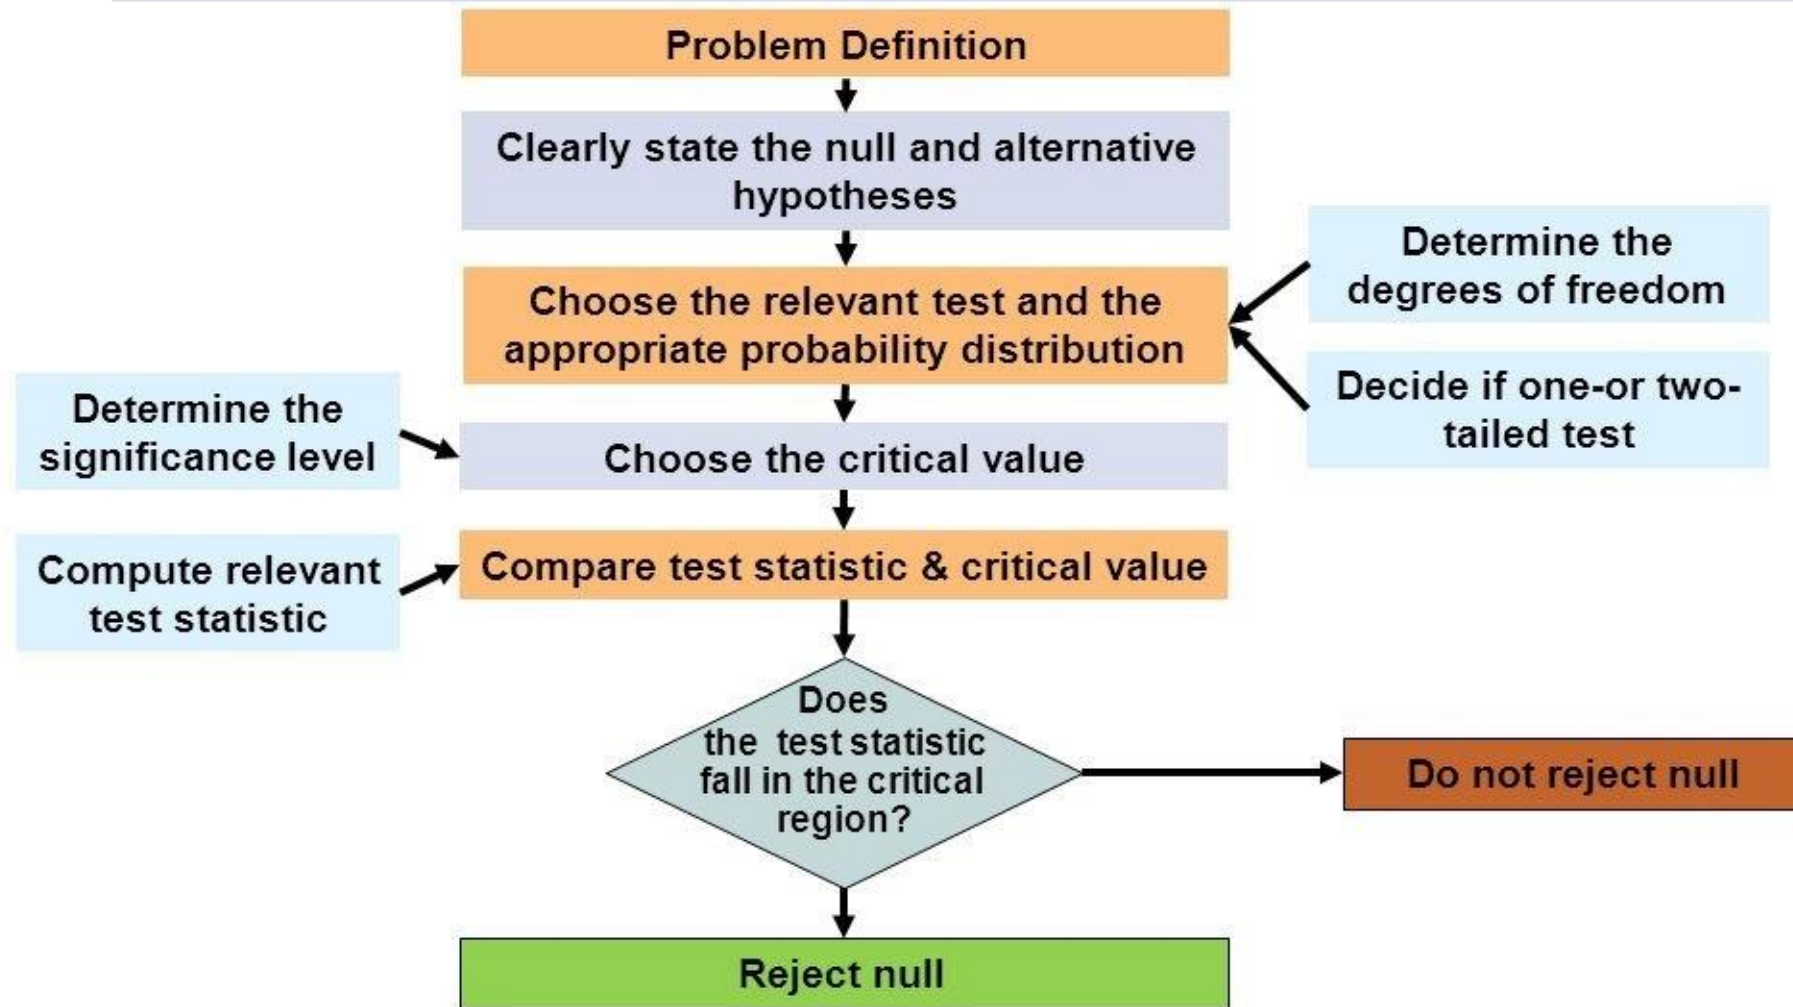 Problem Definition
Clearly state the null and alternative
hypotheses
Choose the relevant test and the
appropriate probability distribution
Determine the
degrees of freedom
Decide if one-or two-
tailed test
Determine the
significance level
Choose the critical value
Compute relevant
test statistic
Compare test statistic & critical value
Does
the test statistic
fall in the critical
region?
Do not reject null
Reject null